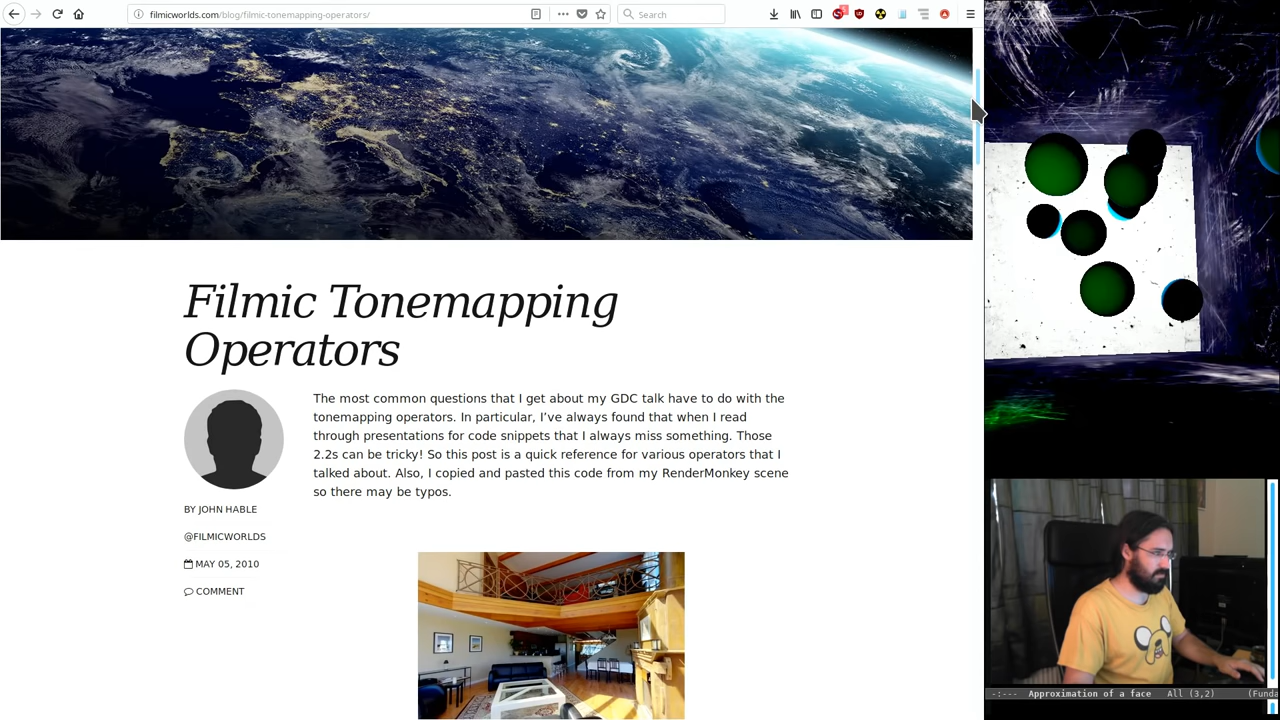 filmicworlds.com/blog/filmic-tonemapping-operators/
Search
Filmic Tonemapping
Operators
The most common questions that I get about my GDC talk have to do with the
tonemapping operators. In particular, I’ve always found that when I read
through presentations for code snippets that I always miss something. Those
2.2s can be tricky! So this post is a quick reference for various operators that I
talked about. Also, I copied and pasted this code from my RenderMonkey scene
so there may be typos.
BY JOHN HABLE
@FILMICWORLDS
MAY 05, 2010
COMMENT
-:--- Approximation of a face All (3,2) (Funda